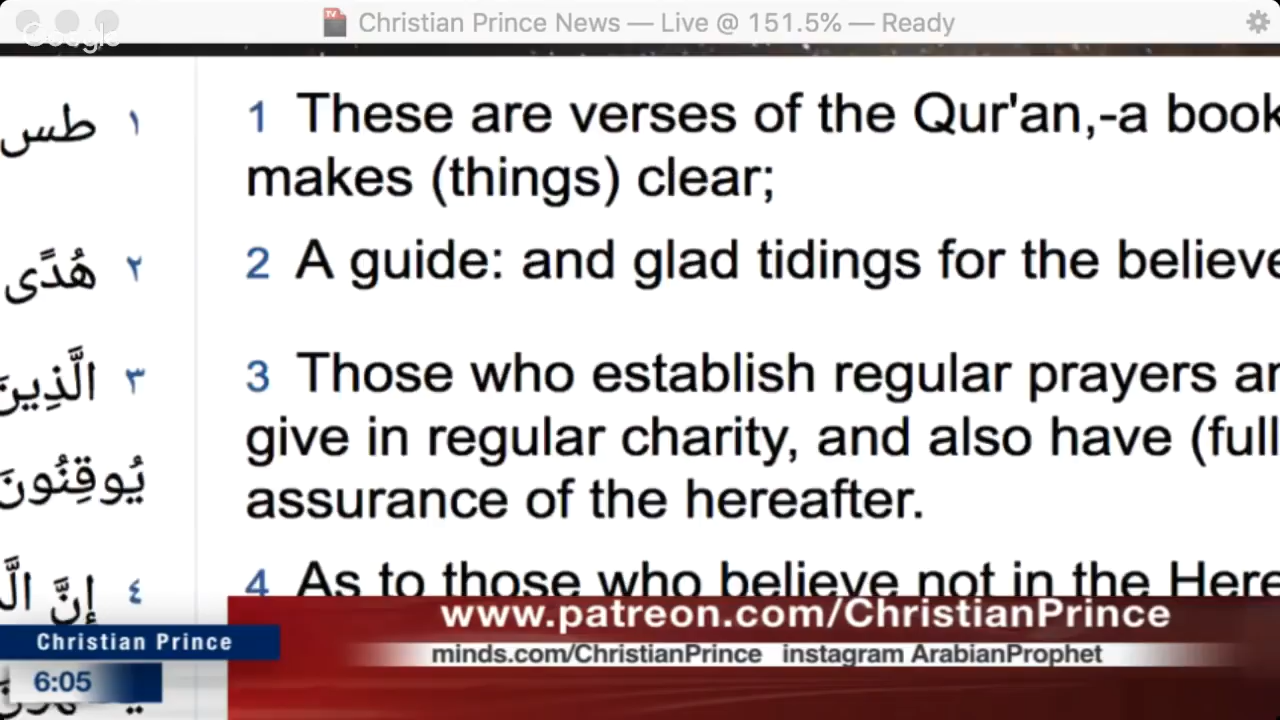 Christian Prince News — Live @ 151.5% — Ready
Google
1 These are verses of the Qur'an,-a book
makes (things) clear;
١ طس
2 A guide: and glad tidings for the believe
٢ هُدًى
3 Those who establish regular prayers an
give in regular charity, and also have (full
assurance of the hereafter.
٣ الَّذِينَ
يُوقِنُونَ
4 As to those who believe not in the Here
٤ إِنَّ
www.patreon.com/ChristianPrince
minds.com/ChristianPrince instagram ArabianProphet
Christian Prince
6:05